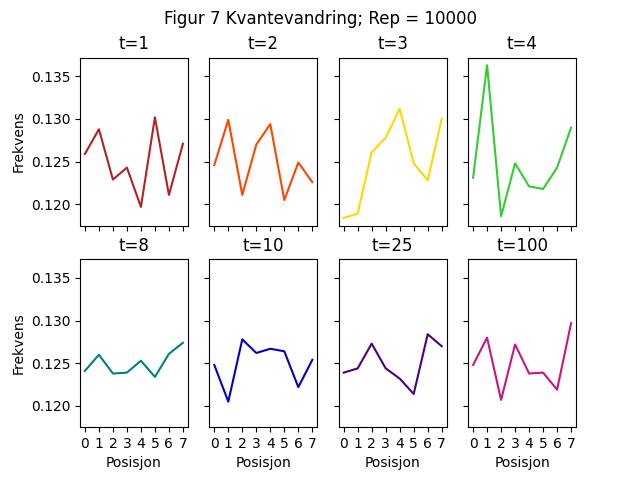 Figur 7 Kvantevandring; Rep = 10000
t=1 t=2 t=3 t=4
0.135
0.130
0.125
0.120
Frekvens
t=8 t=10 t=25 t=100
0.135
0.130
0.125
0.120
Frekvens
0 1 2 3 4 5 6 7 0 1 2 3 4 5 6 7 0 1 2 3 4 5 6 7 0 1 2 3 4 5 6 7
Posisjon Posisjon Posisjon Posisjon